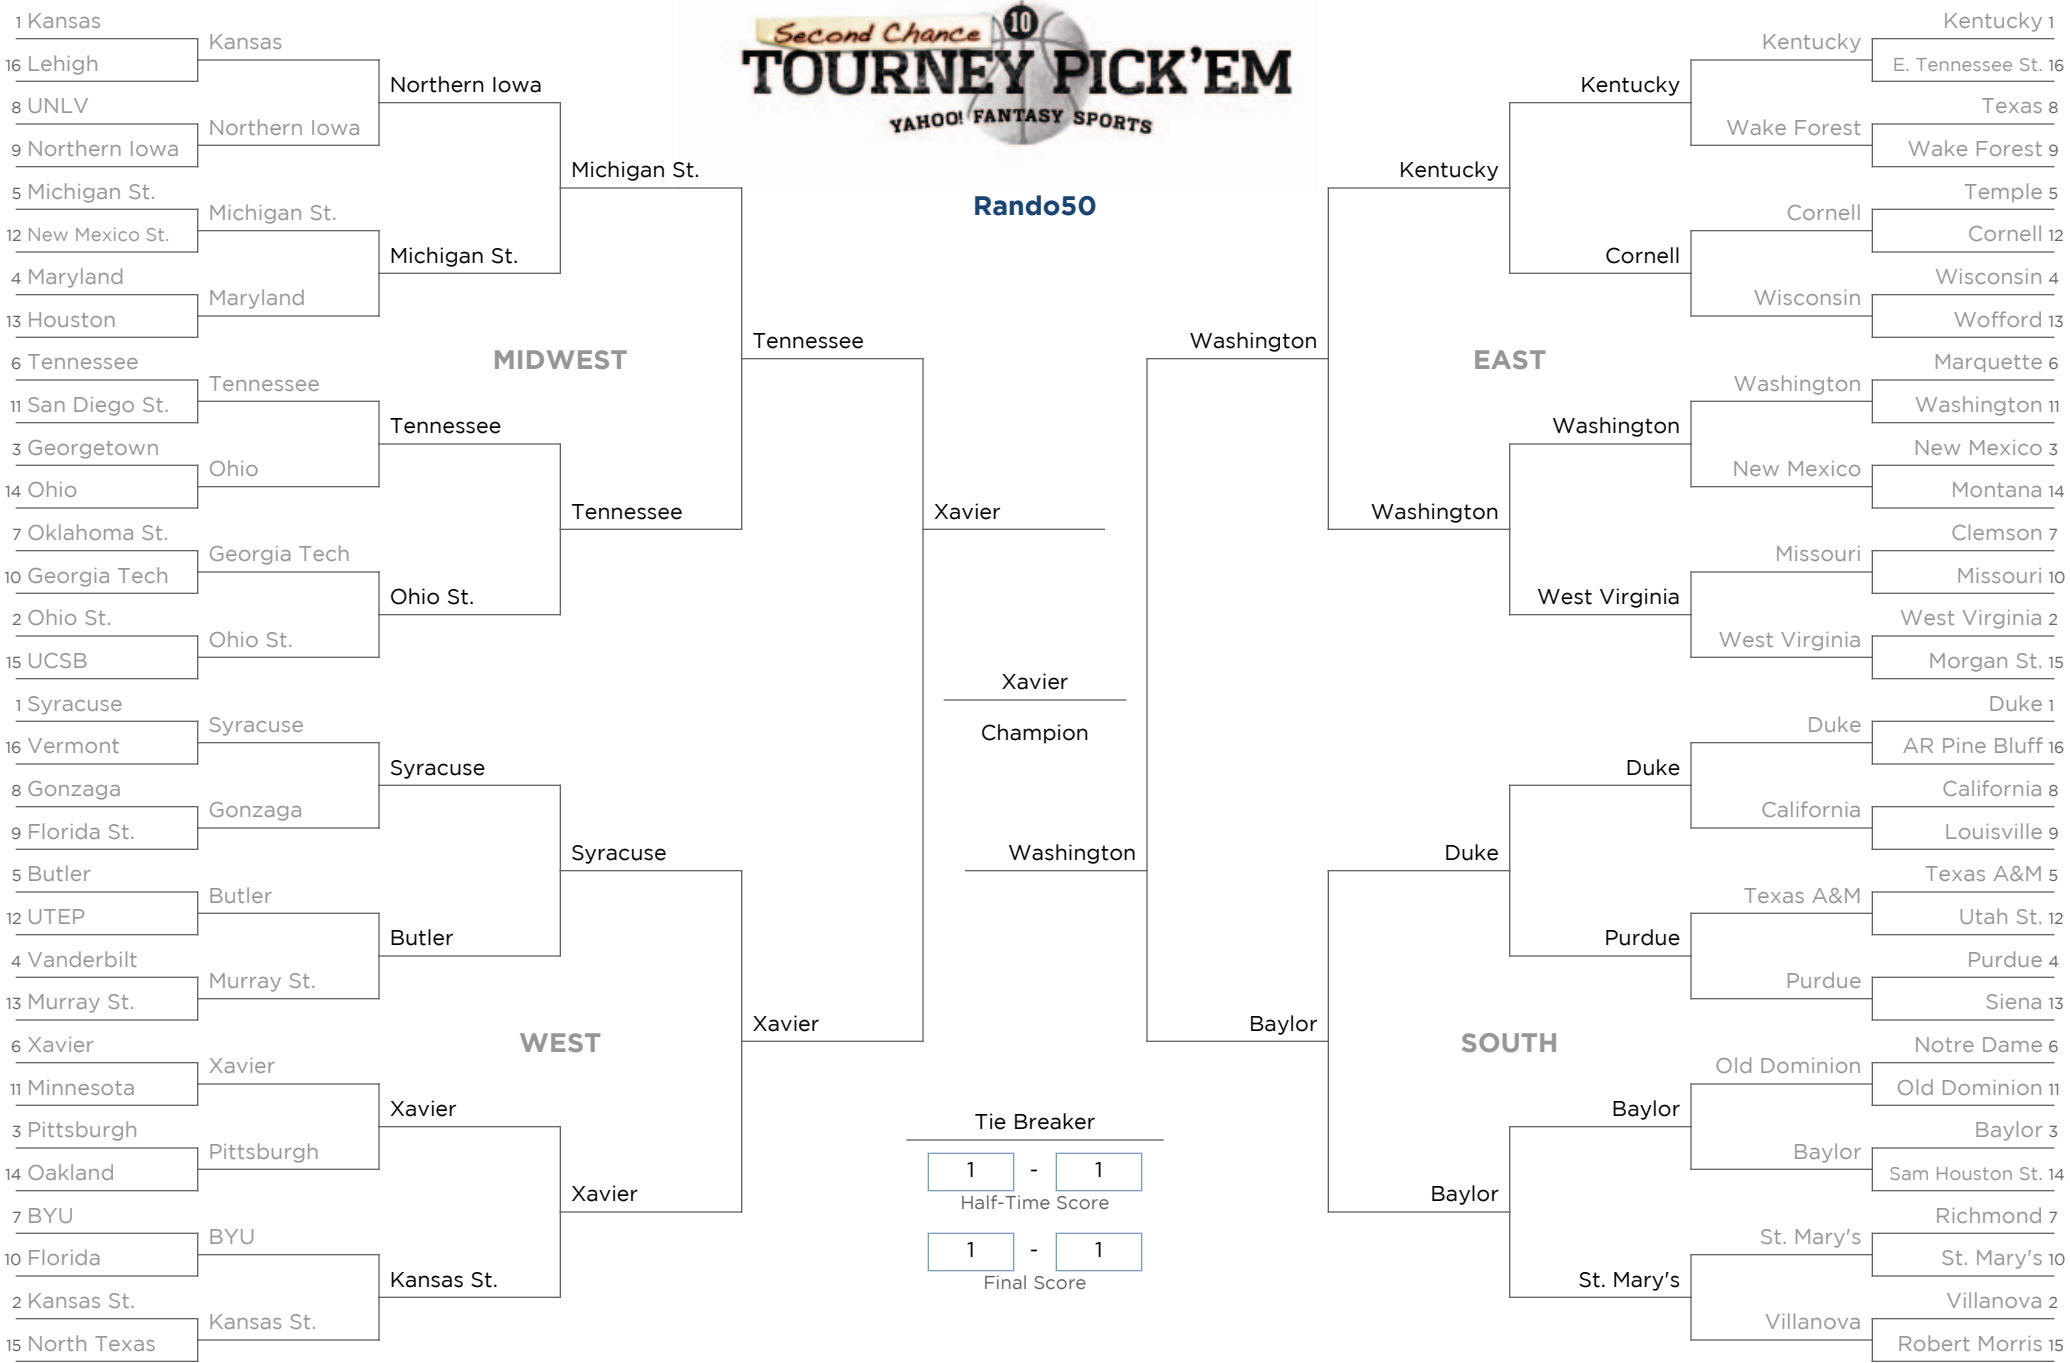 Second Chance
10
TOURNEY PICK'EM
YAHOO! FANTASY SPORTS
Rando50
1 Kansas
16 Lehigh
8 UNLV
9 Northern Iowa
5 Michigan St.
12 New Mexico St.
4 Maryland
13 Houston
6 Tennessee
11 San Diego St.
3 Georgetown
14 Ohio
7 Oklahoma St.
10 Georgia Tech
2 Ohio St.
15 UCSB
Kansas
Northern Iowa
Michigan St.
Maryland
Tennessee
Ohio
Georgia Tech
Ohio St.
Northern Iowa
Michigan St.
Tennessee
Ohio St.
Michigan St.
Tennessee
MIDWEST
Tennessee
1 Syracuse
16 Vermont
8 Gonzaga
9 Florida St.
5 Butler
12 UTEP
4 Vanderbilt
13 Murray St.
6 Xavier
11 Minnesota
3 Pittsburgh
14 Oakland
7 BYU
10 Florida
2 Kansas St.
15 North Texas
Syracuse
Gonzaga
Butler
Murray St.
Xavier
Pittsburgh
BYU
Kansas St.
Syracuse
Butler
Xavier
Kansas St.
Syracuse
Xavier
WEST
Xavier
Xavier
Xavier
Champion
Washington
Tie Breaker
1 - 1
Half-Time Score
1 - 1
Final Score
Washington
EAST
Kentucky
Washington
Kentucky
Cornell
Washington
West Virginia
Kentucky
Wake Forest
Cornell
Wisconsin
Washington
New Mexico
Missouri
West Virginia
Kentucky 1
E. Tennessee St. 16
Texas 8
Wake Forest 9
Temple 5
Cornell 12
Wisconsin 4
Wofford 13
Marquette 6
Washington 11
New Mexico 3
Montana 14
Clemson 7
Missouri 10
West Virginia 2
Morgan St. 15
Baylor
SOUTH
Duke
Baylor
Duke
Purdue
Baylor
St. Mary's
Duke
California
Texas A&M
Purdue
Old Dominion
Baylor
St. Mary's
Villanova
Duke 1
AR Pine Bluff 16
California 8
Louisville 9
Texas A&M 5
Utah St. 12
Purdue 4
Siena 13
Notre Dame 6
Old Dominion 11
Baylor 3
Sam Houston St. 14
Richmond 7
St. Mary's 10
Villanova 2
Robert Morris 15